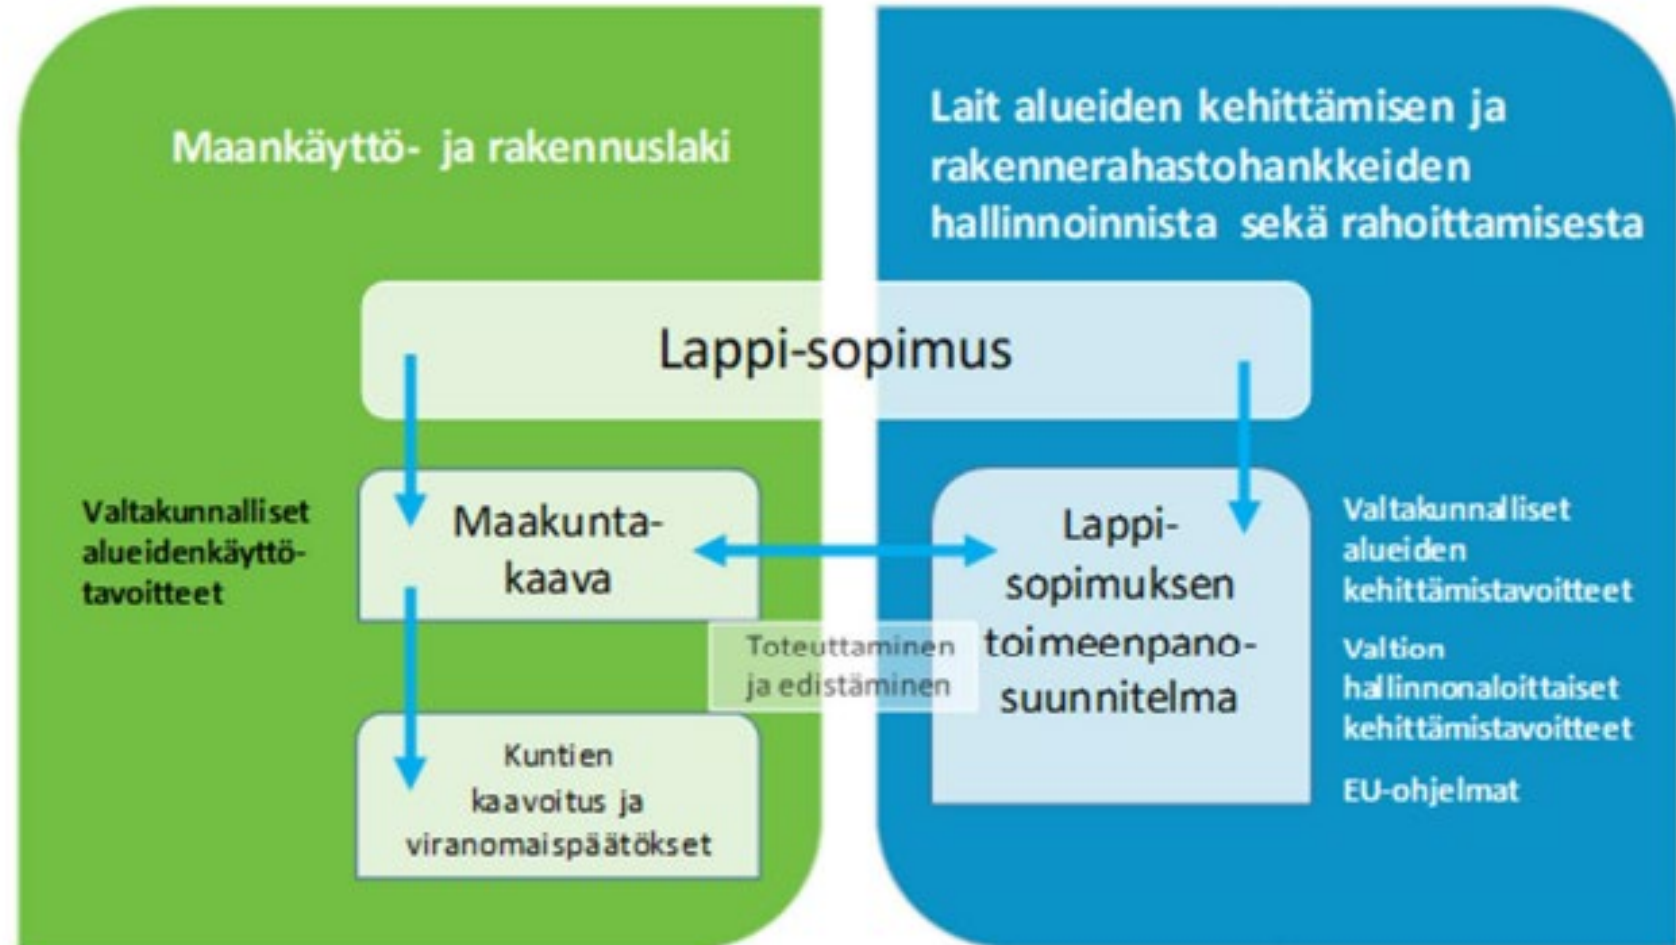 Maankäyttö- ja rakennuslaki
Lait alueiden kehittämisen ja
rakennerahastohankkeiden
hallinnoinnista sekä rahoittamisesta
Lappi-sopimus
Valtakunnalliset
alueidenkäyttö-
tavoitteet
Maakunta-
kaava
Lappi-
sopimuksen
toimeenpano-
suunnitelma
Valtakunnalliset
alueiden
kehittämistavoitteet
Valtion
hallinnonaloittaiset
kehittämistavoitteet
EU-ohjelmat
Toteuttaminen
ja edistäminen
Kuntien
kaavoitus ja
viranomaispäätökset